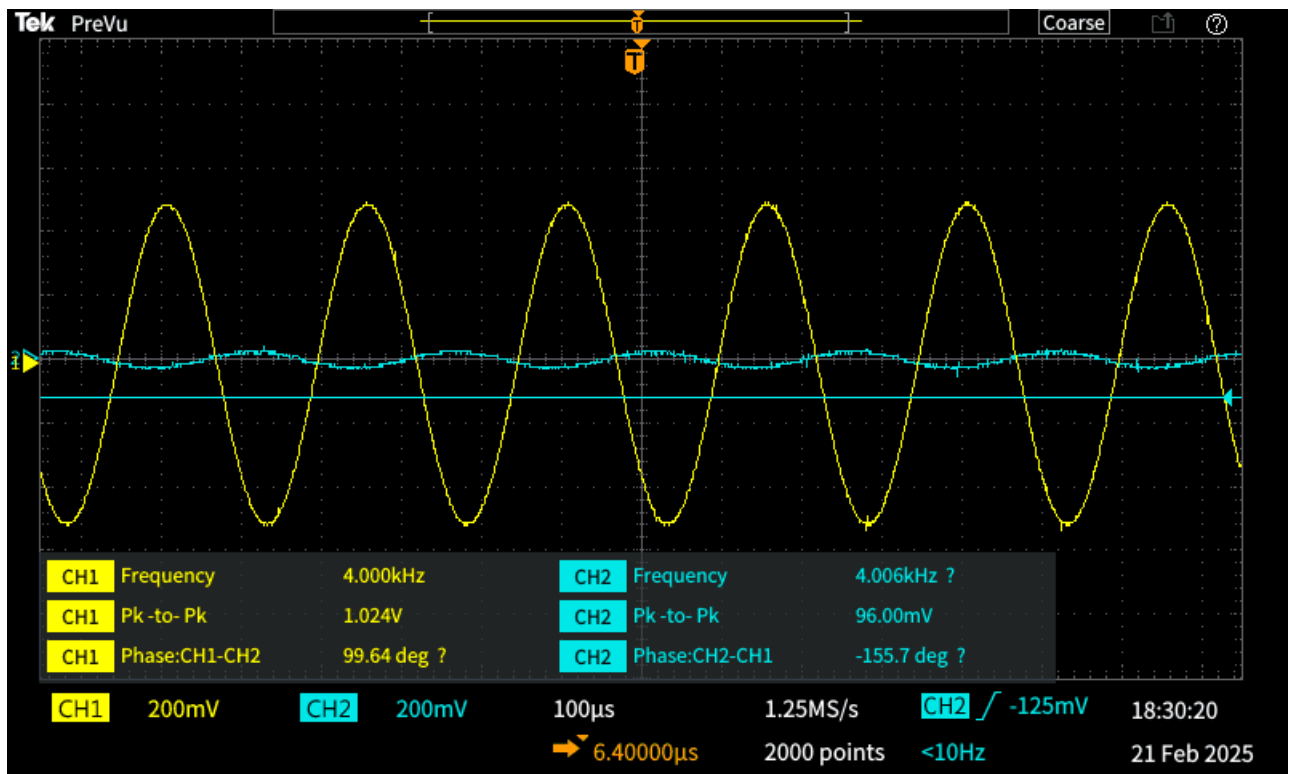 Tek PreVu Coarse ?
T
T
2
1
CH1 Frequency 4.000kHz CH2 Frequency 4.006kHz ?
CH1 Pk-to-Pk 1.024V CH2 Pk-to-Pk 96.00mV
CH1 Phase:CH1-CH2 99.64 deg ? CH2 Phase:CH2-CH1 -155.7 deg ?
CH1 200mV CH2 200mV 100µs 1.25MS/s CH2 -125mV 18:30:20
6.40000µs 2000 points <10Hz 21 Feb 2025